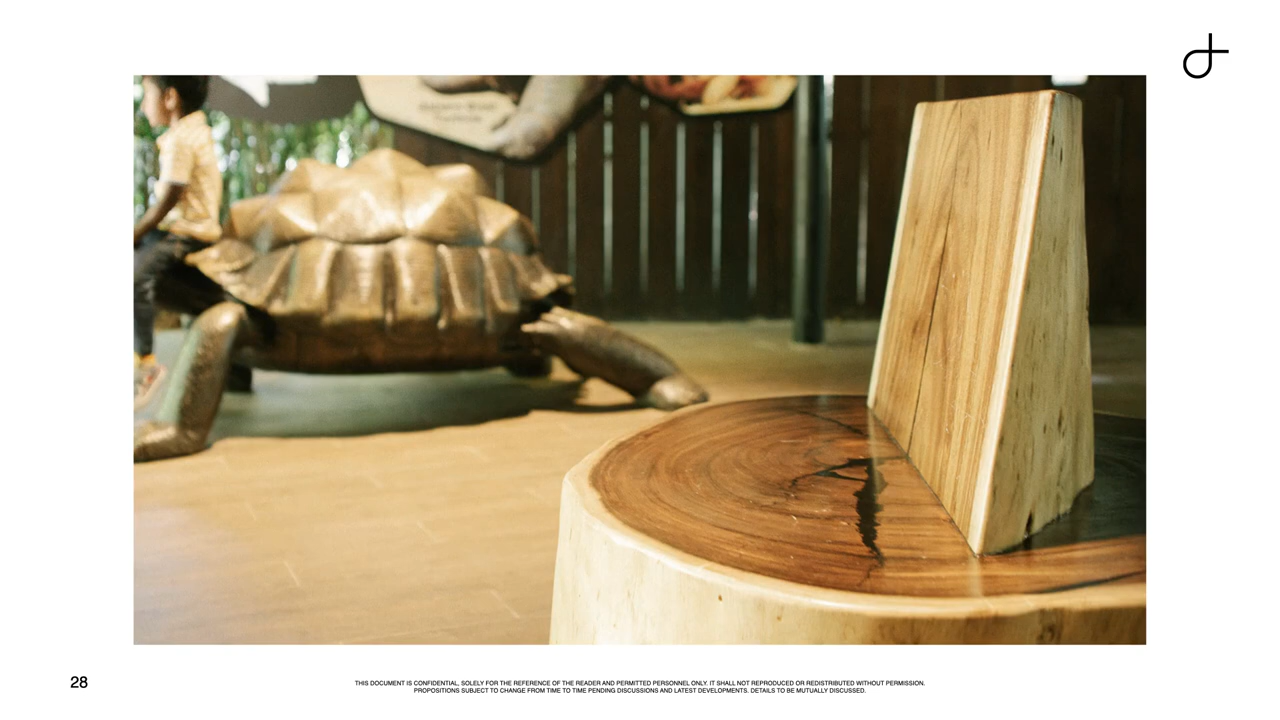 28
THIS DOCUMENT IS CONFIDENTIAL, SOLELY FOR THE REFERENCE OF THE READER AND PERMITTED PERSONNEL ONLY. IT SHALL NOT REPRODUCED OR REDISTRIBUTED WITHOUT PERMISSION.
PROPOSITIONS SUBJECT TO CHANGE FROM TIME TO TIME PENDING DISCUSSIONS AND LATEST DEVELOPMENTS. DETAILS TO BE MUTUALLY DISCUSSED.